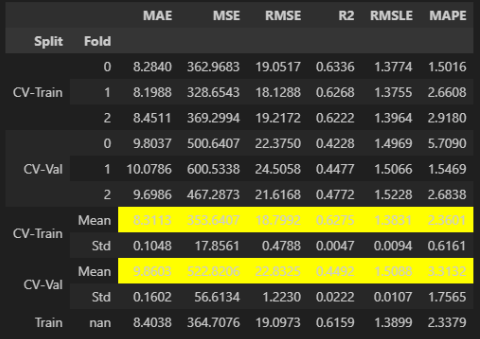 MAE MSE RMSE R2 RMSLE MAPE
Split Fold
0 8.2840 362.9683 19.0517 0.6336 1.3774 1.5016
CV-Train 1 8.1988 328.6543 18.1288 0.6268 1.3755 2.6608
2 8.4511 369.2994 19.2172 0.6222 1.3964 2.9180
0 9.8037 500.6407 22.3750 0.4228 1.4969 5.7090
CV-Val 1 10.0786 600.5338 24.5058 0.4477 1.5066 1.5469
2 9.6986 467.2873 21.6168 0.4772 1.5228 2.6838
CV-Train Mean 8.3113 353.6407 18.7992 0.6275 1.3831 2.3601
Std 0.1048 17.8561 0.4788 0.0047 0.0094 0.6161
CV-Val Mean 9.8603 522.8206 22.8325 0.4492 1.5088 3.3132
Std 0.1602 56.6134 1.2230 0.0222 0.0107 1.7565
Train nan 8.4038 364.7076 19.0973 0.6159 1.3899 2.3379